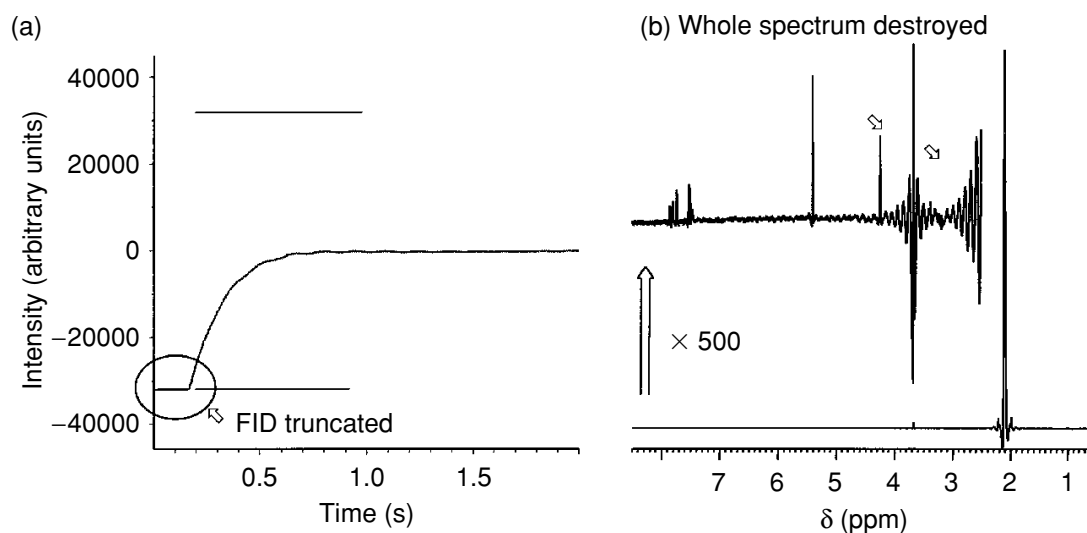 (a)
Intensity (arbitrary units)
40000
20000
0
−20000
−40000
FID truncated
0.5
1.0
1.5
Time (s)
(b) Whole spectrum destroyed
× 500
7
6
5
4
3
2
1
δ (ppm)